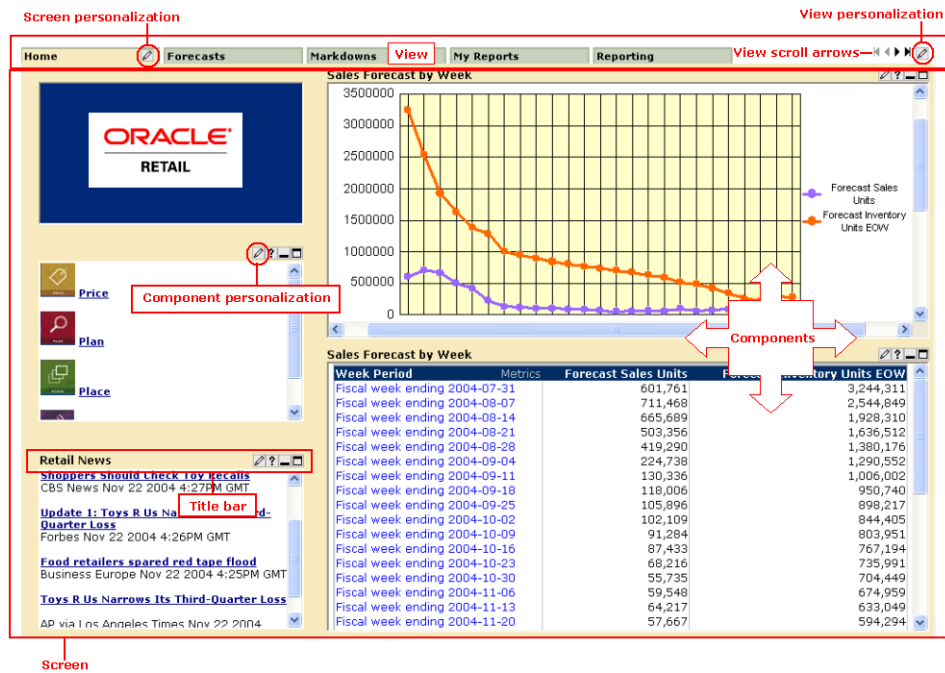 Screen personalization
View personalization
Home
Forecasts
Markdowns
View
My Reports
Reporting
View scroll arrows
Sales Forecast by Week
ORACLE
RETAIL
3500000
3000000
2500000
2000000
1500000
1000000
500000
0
Forecast Sales
Units
Forecast Inventory
Units EOW
Price
Component personalization
Plan
Place
Components
Sales Forecast by Week
Week Period Metrics Forecast Sales Units Inventory Units EOW
Fiscal week ending 2004-07-31 601,761 3,244,311
Fiscal week ending 2004-08-07 711,468 2,544,849
Fiscal week ending 2004-08-14 665,689 1,928,310
Fiscal week ending 2004-08-21 503,356 1,636,512
Fiscal week ending 2004-08-28 419,290 1,380,176
Fiscal week ending 2004-09-04 224,738 1,290,552
Fiscal week ending 2004-09-11 130,336 1,006,002
Fiscal week ending 2004-09-18 118,006 950,740
Fiscal week ending 2004-09-25 105,896 898,217
Fiscal week ending 2004-10-02 102,109 844,405
Fiscal week ending 2004-10-09 91,284 803,951
Fiscal week ending 2004-10-16 87,433 767,194
Fiscal week ending 2004-10-23 68,216 735,991
Fiscal week ending 2004-10-30 55,735 704,449
Fiscal week ending 2004-11-06 59,548 674,959
Fiscal week ending 2004-11-13 64,217 633,049
Fiscal week ending 2004-11-20 57,667 594,294
Retail News
Shoppers Should Check Toy Recalls
CBS News Nov 22 2004 4:27PM GMT
Title bar
Update 1: Toys R Us
Quarter Loss
Forbes Nov 22 2004 4:26PM GMT
Food retailers spared red tape flood
Business Europe Nov 22 2004 4:25PM GMT
Toys R Us Narrows Its Third-Quarter Loss
AP via Los Angeles Times Nov 22 2004
Screen